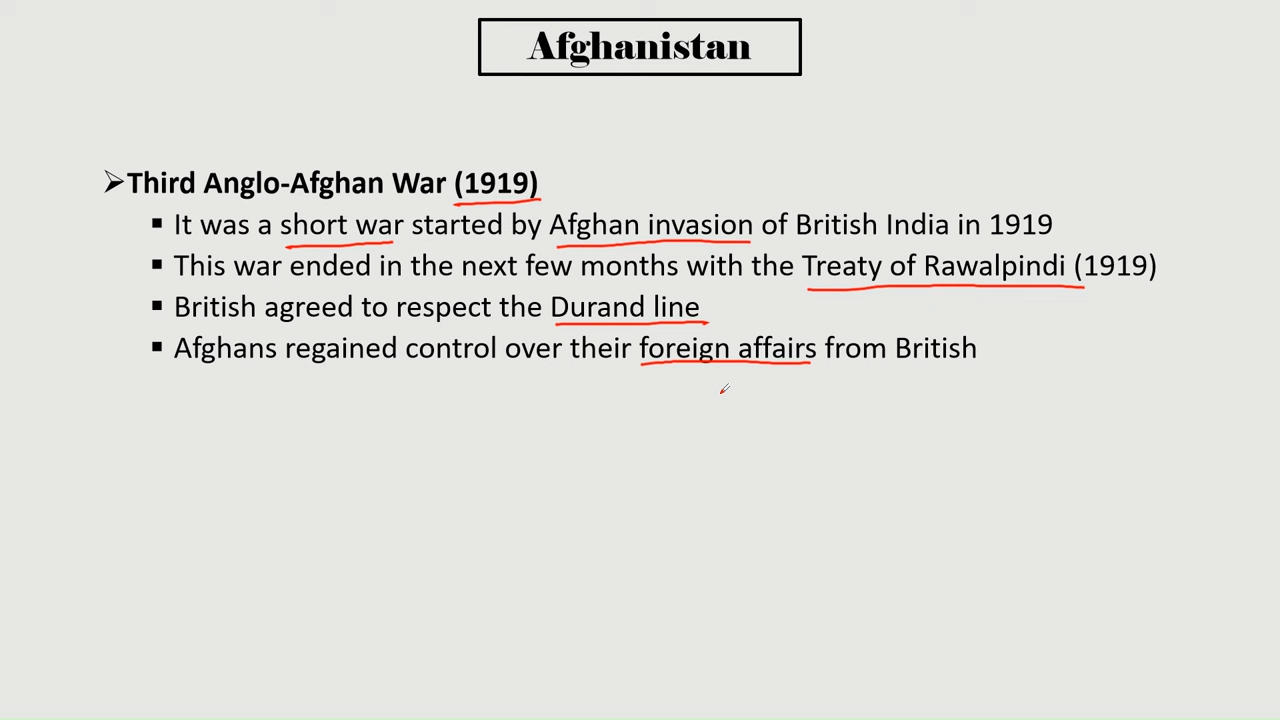 Afghanistan
➢Third Anglo-Afghan War (1919)
▪ It was a short war started by Afghan invasion of British India in 1919
▪ This war ended in the next few months with the Treaty of Rawalpindi (1919)
▪ British agreed to respect the Durand line
▪ Afghans regained control over their foreign affairs from British